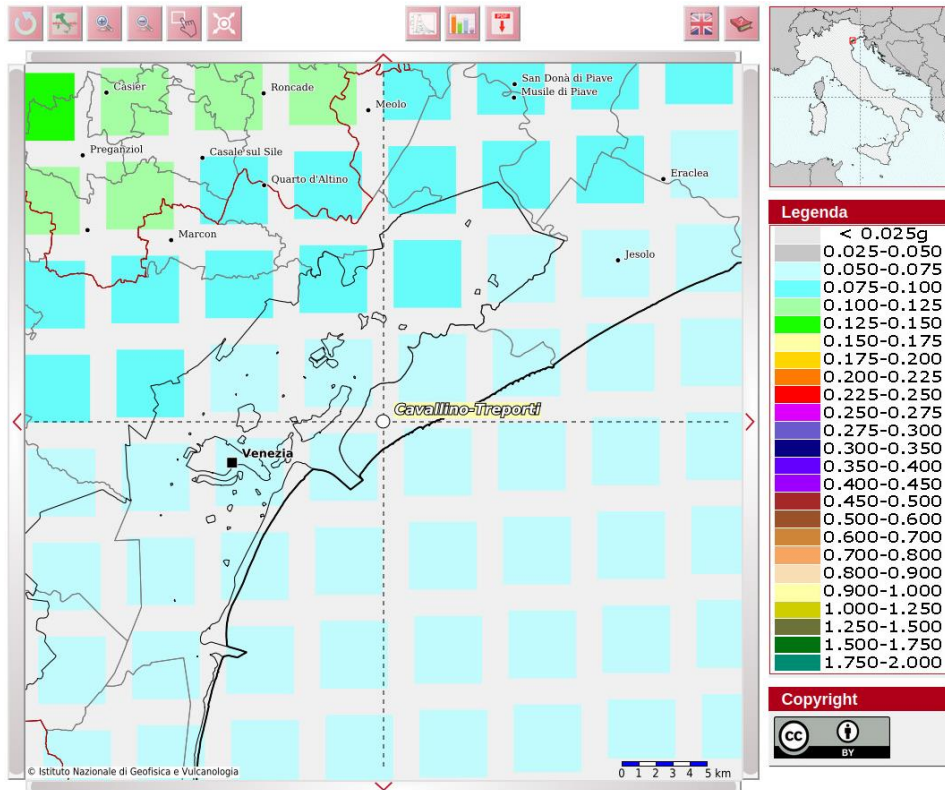 PDF
Càsier
Roncade
San Donà di Piave
Musile di Piave
Meolo
Preganziol
Casale sul Sile
Quarto d'Altino
Eraclea
Marcon
Jesolo
Cavallino-Treporti
Venezia
© Istituto Nazionale di Geofisica e Vulcanologia
0 1 2 3 4 5 km
Legenda
< 0.025g
0.025-0.050
0.050-0.075
0.075-0.100
0.100-0.125
0.125-0.150
0.150-0.175
0.175-0.200
0.200-0.225
0.225-0.250
0.250-0.275
0.275-0.300
0.300-0.350
0.350-0.400
0.400-0.450
0.450-0.500
0.500-0.600
0.600-0.700
0.700-0.800
0.800-0.900
0.900-1.000
1.000-1.250
1.250-1.500
1.500-1.750
1.750-2.000
Copyright
cc
BY